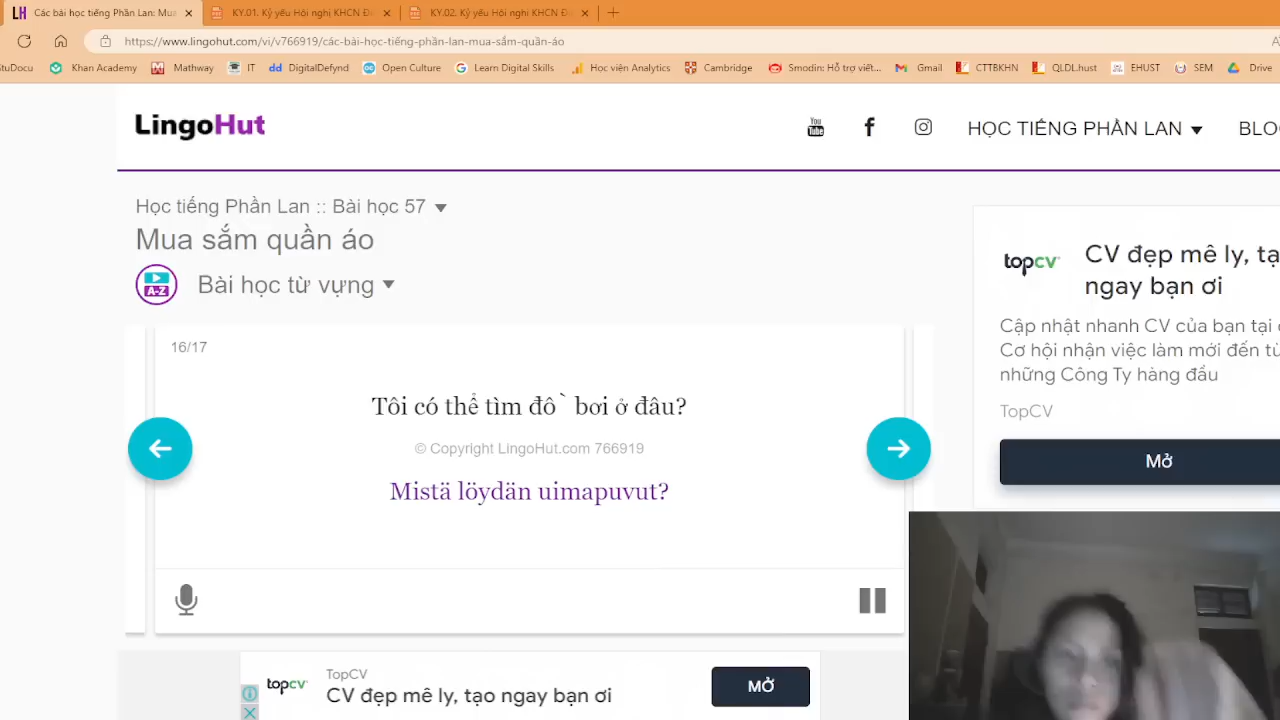 Các bài học tiếng Phần Lan: Mua
KY.01. Kỷ yếu Hội nghị KHCN Đi
KY.02. Kỷ yếu Hội nghị KHCN Đi
https://www.lingohut.com/vi/v766919/các-bài-học-tiếng-phần-lan-mua-sắm-quần-áo
StuDocu Khan Academy Mathway IT DigitalDefynd Open Culture Learn Digital Skills Học viện Analytics Cambridge Smodin: Hỗ trợ viết... Gmail CTTBKHN QLDL.hust EHUST SEM Drive
LingoHut
HỌC TIẾNG PHẦN LAN
BLO
Học tiếng Phần Lan :: Bài học 57
Mua sắm quần áo
A-Z
Bài học từ vựng
16/17
Tôi có thể tìm đồ bơi ở đâu?
© Copyright LingoHut.com 766919
Mistä löydän uimapuvut?
topcv
CV đẹp mê ly, tạ
ngay bạn ơi
Cập nhật nhanh CV của bạn tại
Cơ hội nhận việc làm mới đến từ
những Công Ty hàng đầu
TopCV
Mở
topcv
TopCV
CV đẹp mê ly, tạo ngay bạn ơi
MỞ